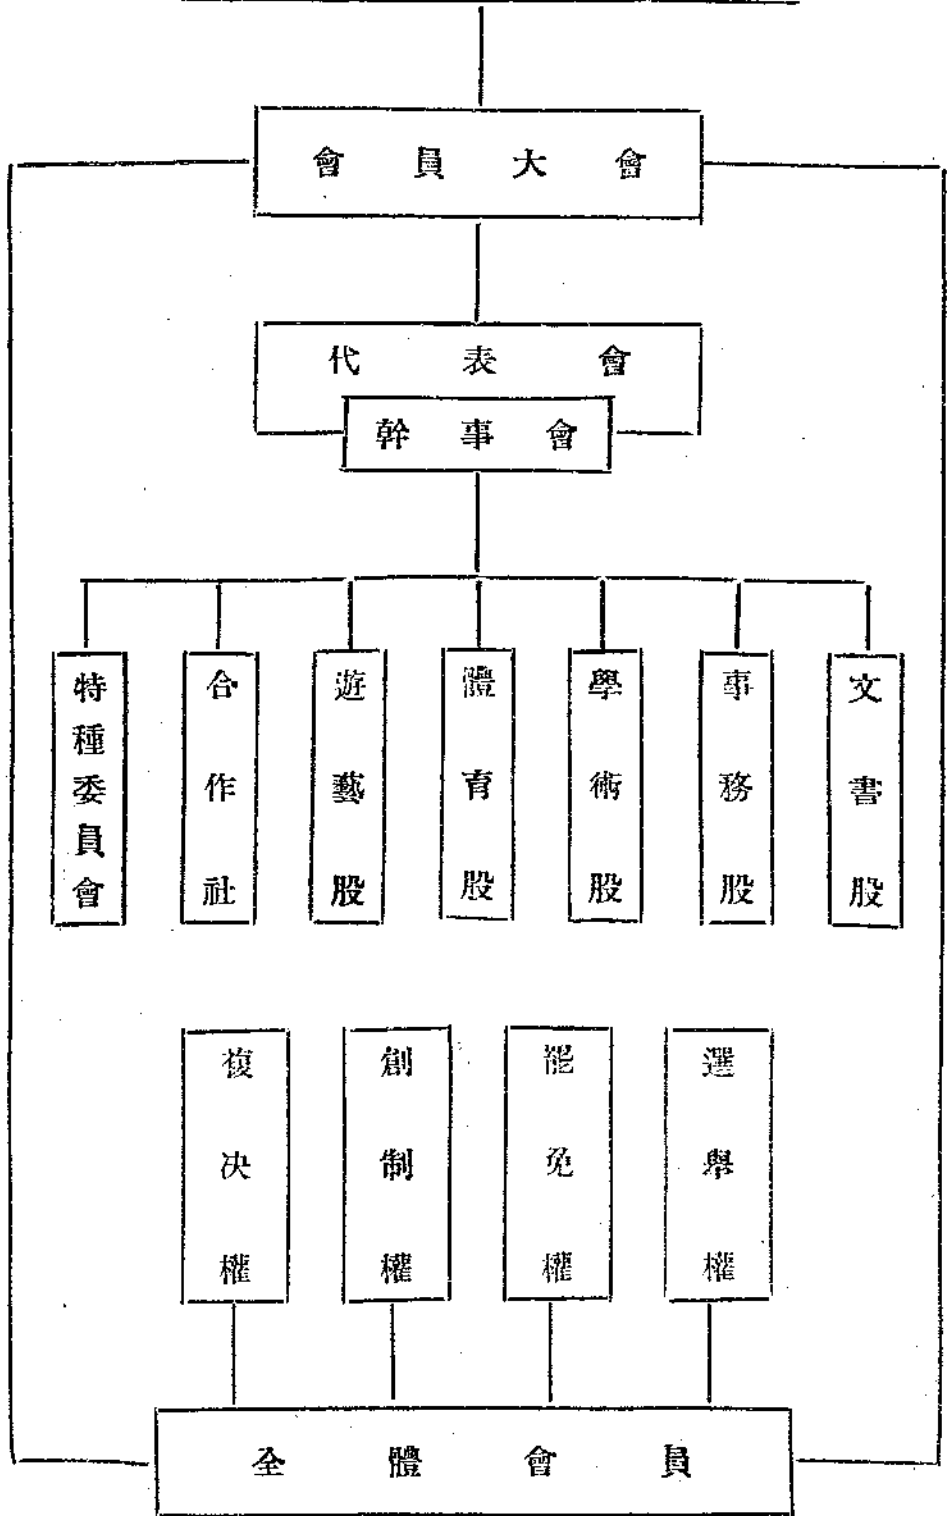 會員大會
代表會
幹事會
文書股
事務股
學術股
體育股
遊藝股
合作社
特種委員會
選舉權
罷免權
創制權
複决權
全體會員